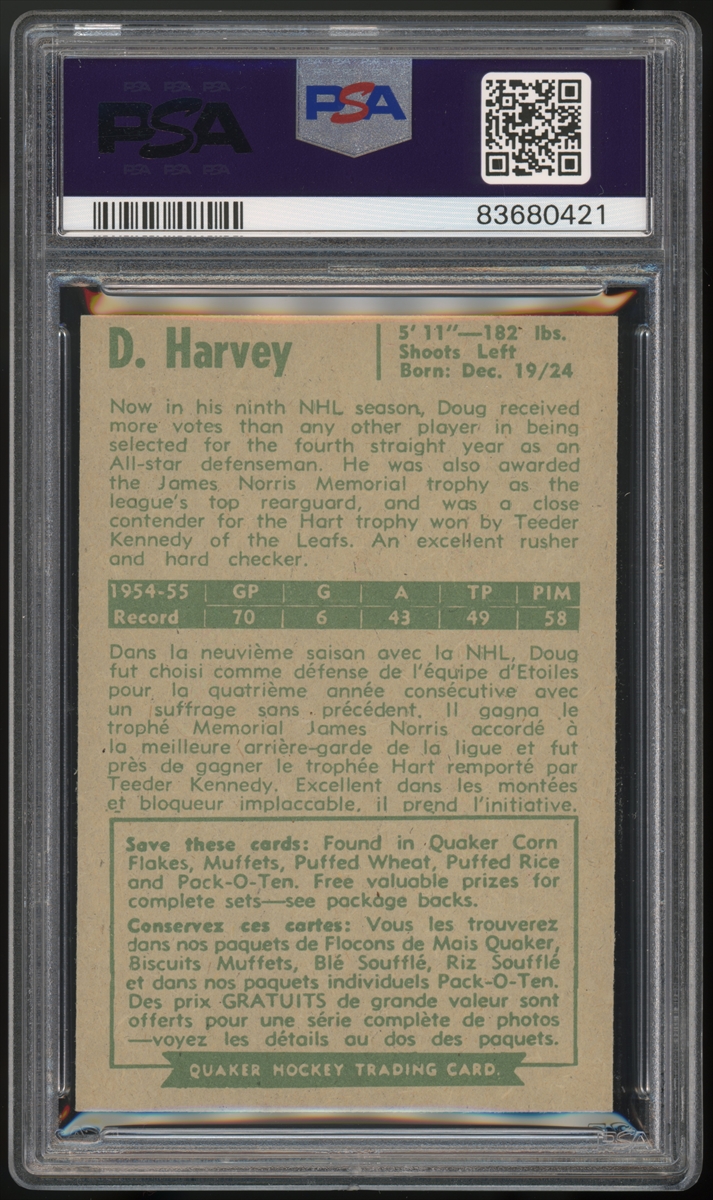 PSA PSA PSA
PSA
PSA PSA PSA
PSA
83680421
D. Harvey
5' 11"—182 lbs.
Shoots Left
Born: Dec. 19/24
Now in his ninth NHL season, Doug received
more votes than any other player in being
selected for the fourth straight year as an
All-star defenseman. He was also awarded
the James Norris Memorial trophy as the
league's top rearguard, and was a close
contender for the Hart trophy won by Teeder
Kennedy of the Leafs. An excellent rusher
and hard checker.
1954-55 | GP | G | A | TP | PIM
Record | 70 | 6 | 43 | 49 | 58
Dans la neuvième saison avec la NHL, Doug
fut choisi comme défense de l'équipe d'Etoiles
pour la quatrième année consécutive avec
un suffrage sans précédent. Il gagna le
trophé Memorial James Norris accordé à
la meilleure arrière-garde de la ligue et fut
près de gagner le trophée Hart remporté par
Teeder Kennedy. Excellent dans les montées
et bloqueur implaccable, il prend l'initiative.
Save these cards: Found in Quaker Corn
Flakes, Muffets, Puffed Wheat, Puffed Rice
and Pack-O-Ten. Free valuable prizes for
complete sets—see package backs.
Conservez ces cartes: Vous les trouverez
dans nos paquets de Flocons de Mais Quaker,
Biscuits Muffets, Blé Soufflé, Riz Soufflé
et dans nos paquets individuels Pack-O-Ten.
Des prix GRATUITS de grande valeur sont
offerts pour une série complète de photos
—voyez les détails au dos des paquets.
QUAKER HOCKEY TRADING CARD.